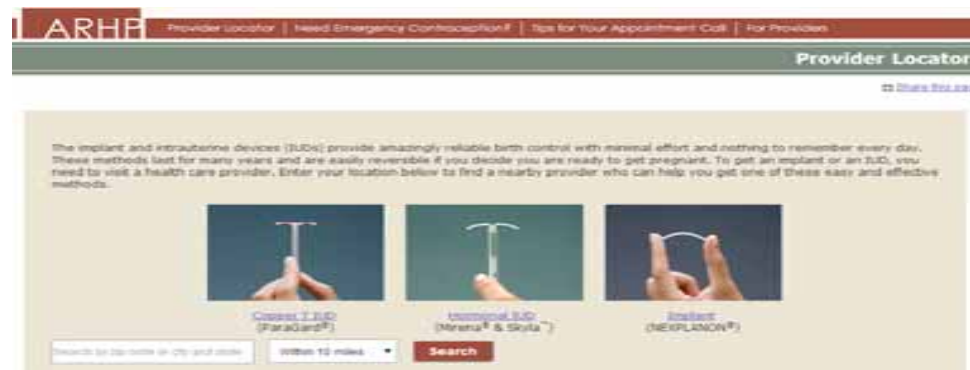 ARHP
Provider Locator | Need Emergency Contraception? | Tips for Your Appointment Call | For Providers
Provider Locator
Share this pa
The implant and intrauterine devices (IUDs) provide amazingly reliable birth control with minimal effort and nothing to remember every day.
These methods last for many years and are easily reversible if you decide you are ready to get pregnant. To get an implant or an IUD, you
need to visit a health care provider. Enter your location below to find a nearby provider who can help you get one of these easy and effective
methods.
Copper T IUD
(ParaGard®)
Hormonal IUD
(Mirena® & Skyla™)
Implant
(NEXPLANON®)
Search by zip code or city and state
Within 10 miles
Search